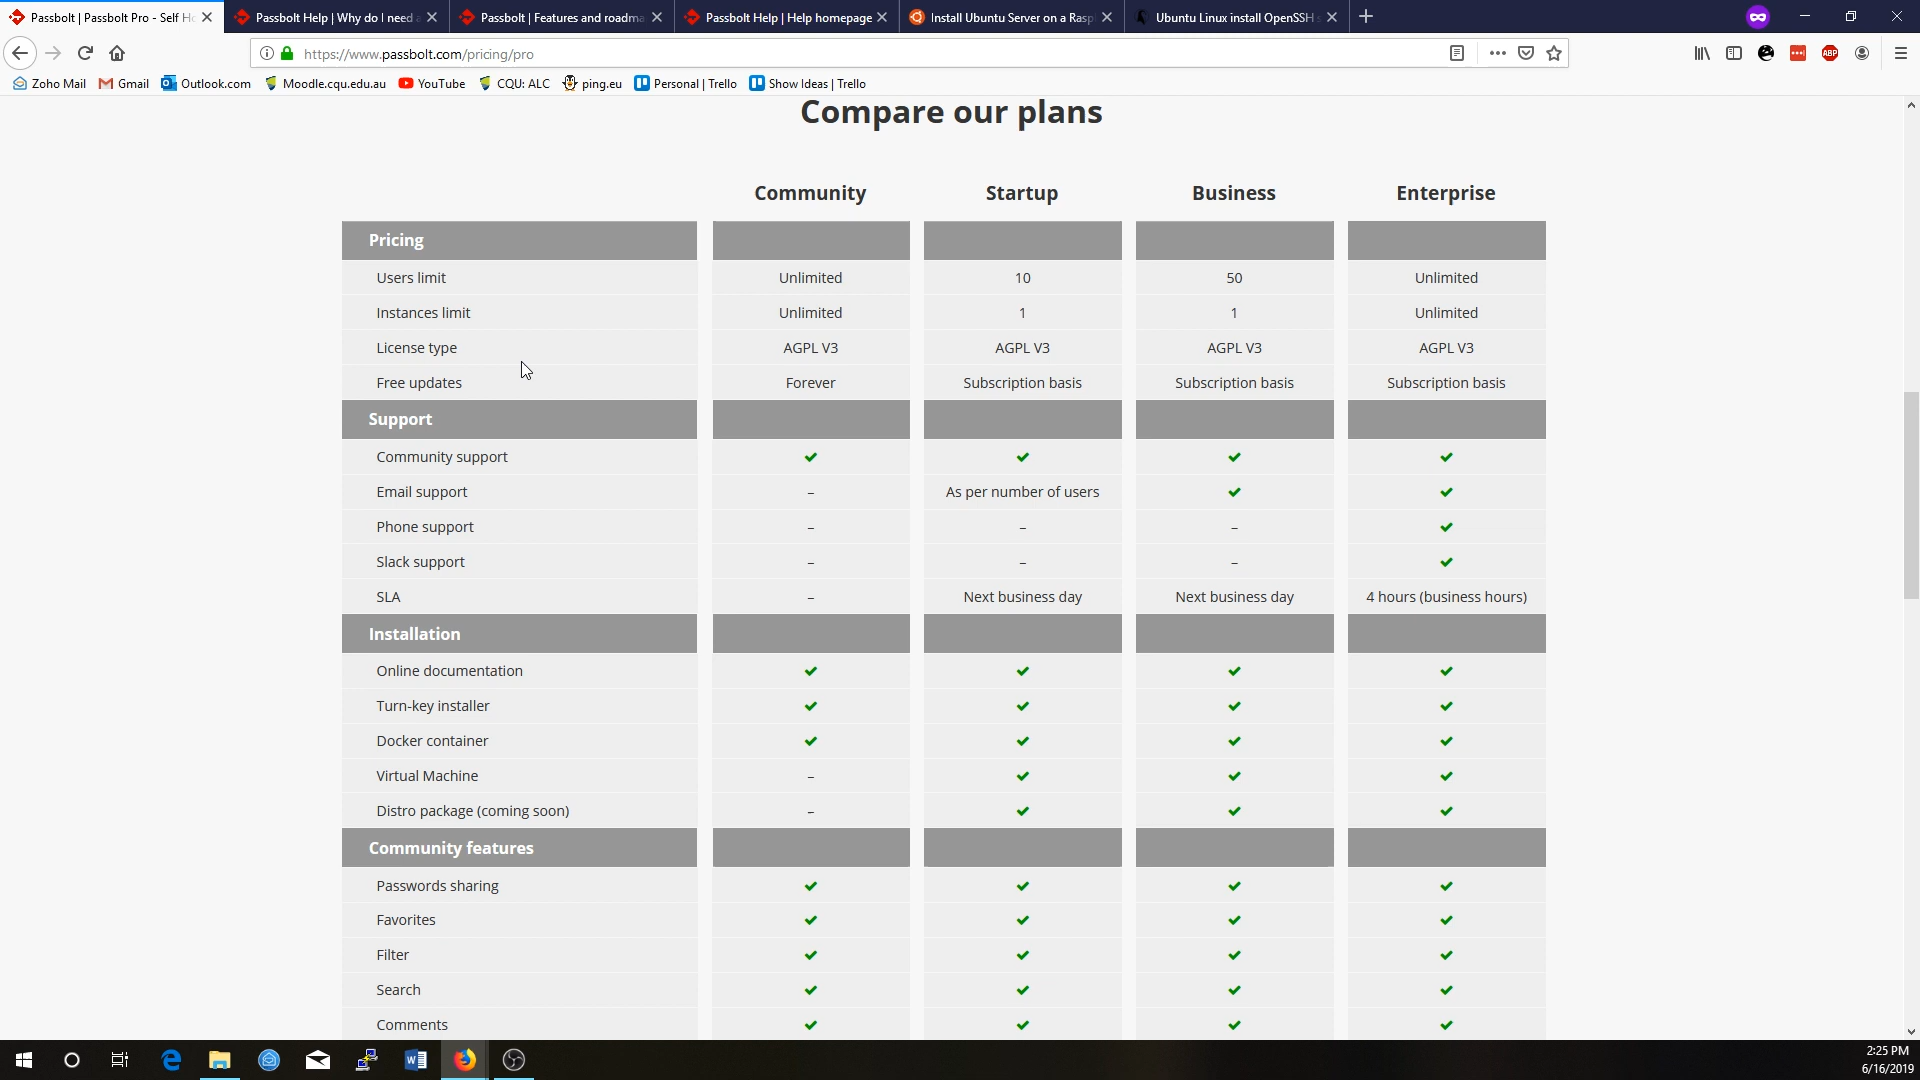 Passbolt | Passbolt Pro - Self H
Passbolt Help | Why do I need
Passbolt | Features and roadma
Passbolt Help | Help homepage
Install Ubuntu Server on a Rasp
Ubuntu Linux install OpenSSH
https://www.passbolt.com/pricing/pro
Zoho Mail Gmail Outlook.com Moodle.cqu.edu.au YouTube CQU: ALC ping.eu Personal | Trello Show Ideas | Trello
Compare our plans
Community Startup Business Enterprise
Pricing
Users limit Unlimited 10 50 Unlimited
Instances limit Unlimited 1 1 Unlimited
License type AGPL V3 AGPL V3 AGPL V3 AGPL V3
Free updates Forever Subscription basis Subscription basis Subscription basis
Support
Community support
Email support – As per number of users
Phone support – – –
Slack support – – –
SLA – Next business day Next business day 4 hours (business hours)
Installation
Online documentation
Turn-key installer
Docker container
Virtual Machine –
Distro package (coming soon) –
Community features
Passwords sharing
Favorites
Filter
Search
Comments
2:25 PM
6/16/2019